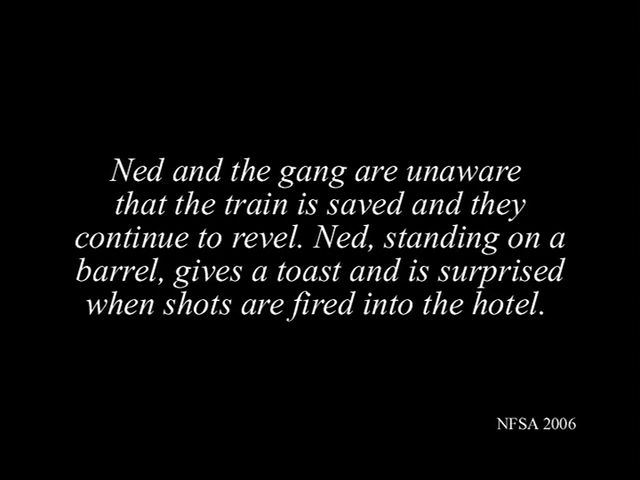 Ned and the gang are unaware
that the train is saved and they
continue to revel. Ned, standing on a
barrel, gives a toast and is surprised
when shots are fired into the hotel.
NFSA 2006